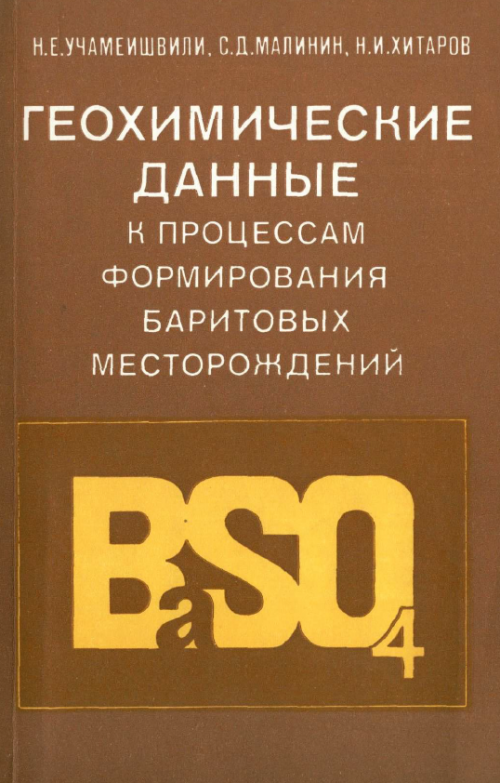 Н.Е.УЧАМЕИШВИЛИ, С.Д.МАЛИНИН, Н.И.ХИТАРОВ
ГЕОХИМИЧЕСКИЕ
ДАННЫЕ
К ПРОЦЕССАМ
ФОРМИРОВАНИЯ
БАРИТОВЫХ
МЕСТОРОЖДЕНИЙ
BaSO4